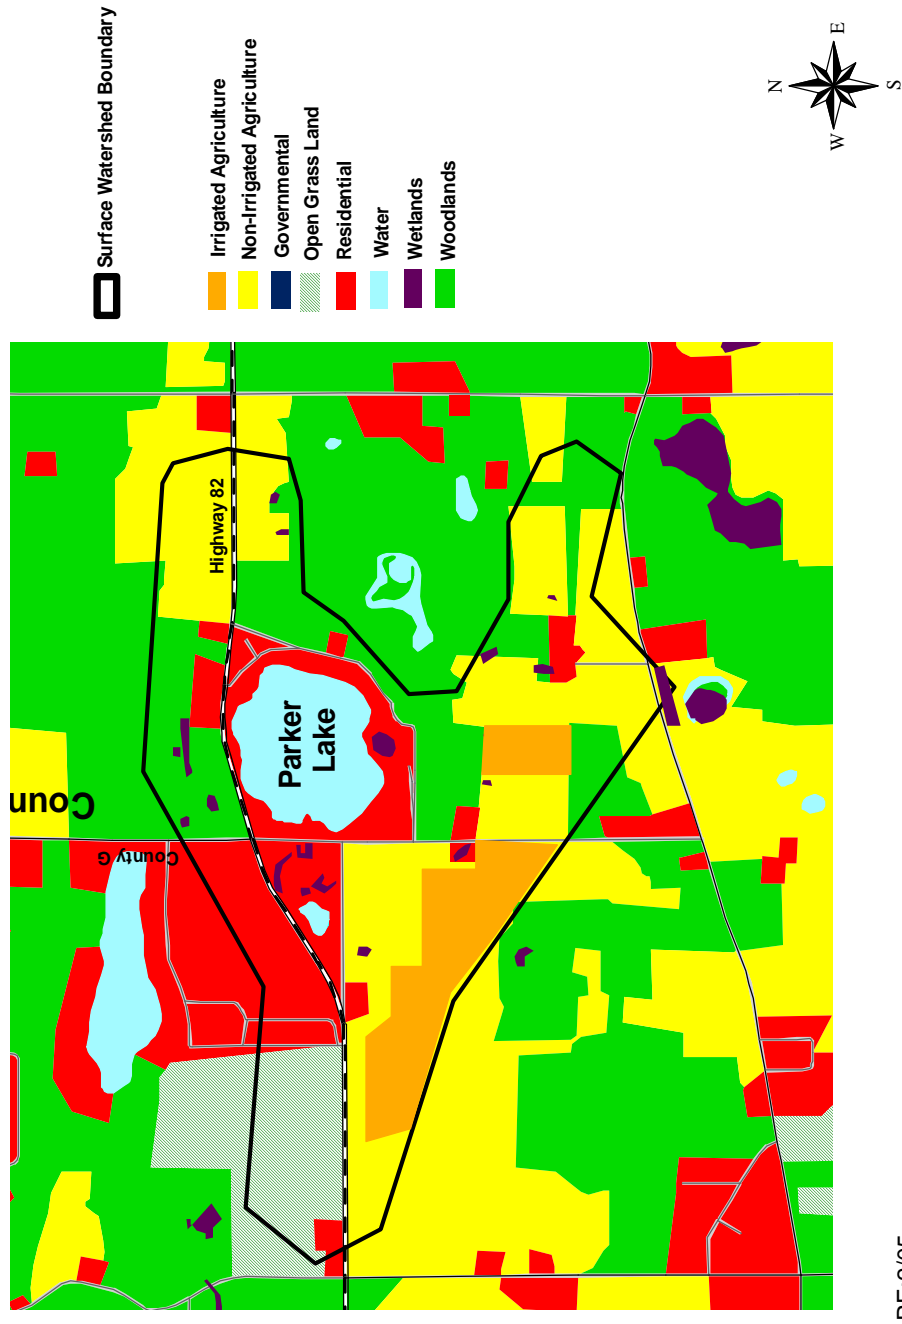 Surface Watershed Boundary
Irrigated Agriculture
Non-Irrigated Agriculture
Governmental
Open Grass Land
Residential
Water
Wetlands
Woodlands
N
E
S
W
Highway 82
Parker
Lake
Coun
County G